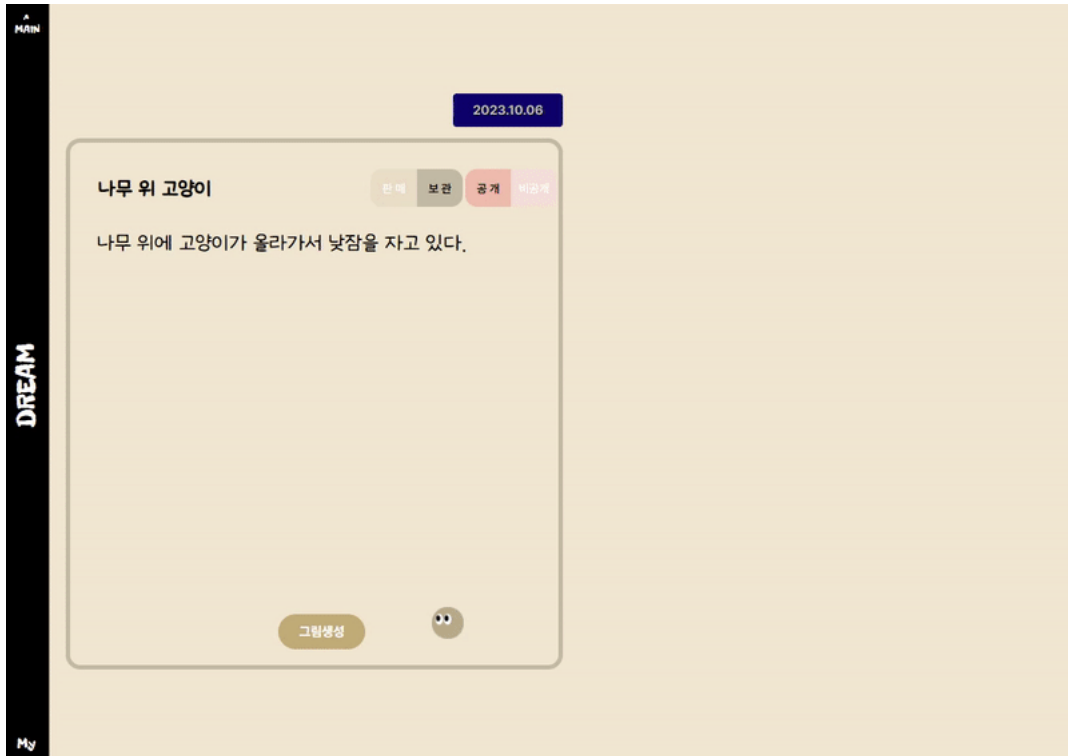 ^
MAIN
2023.10.06
나무 위 고양이
판매 보관 공개 비공개
나무 위에 고양이가 올라가서 낮잠을 자고 있다.
DREAM
그림생성
My